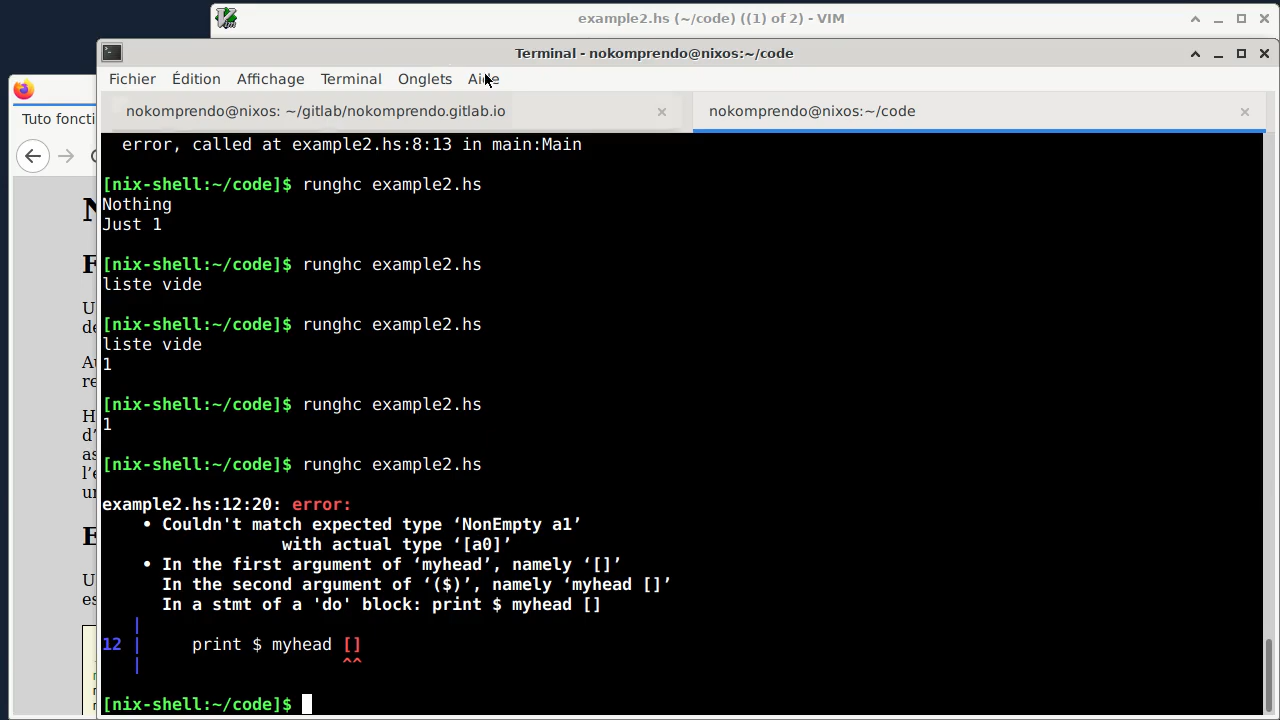 example2.hs (~/code) ((1) of 2) - VIM
Terminal - nokomprendo@nixos:~/code
Fichier Édition Affichage Terminal Onglets Aide
Tuto foncti
nokomprendo@nixos: ~/gitlab/nokomprendo.gitlab.io × nokomprendo@nixos:~/code ×
error, called at example2.hs:8:13 in main:Main
[nix-shell:~/code]$ runghc example2.hs
Nothing
Just 1
[nix-shell:~/code]$ runghc example2.hs
liste vide
[nix-shell:~/code]$ runghc example2.hs
liste vide
1
[nix-shell:~/code]$ runghc example2.hs
1
[nix-shell:~/code]$ runghc example2.hs
example2.hs:12:20: error:
• Couldn't match expected type ‘NonEmpty a1’
with actual type ‘[a0]’
• In the first argument of ‘myhead’, namely ‘[]’
In the second argument of ‘($)’, namely ‘myhead []’
In a stmt of a 'do' block: print $ myhead []
|
12 | print $ myhead []
| ^^
[nix-shell:~/code]$